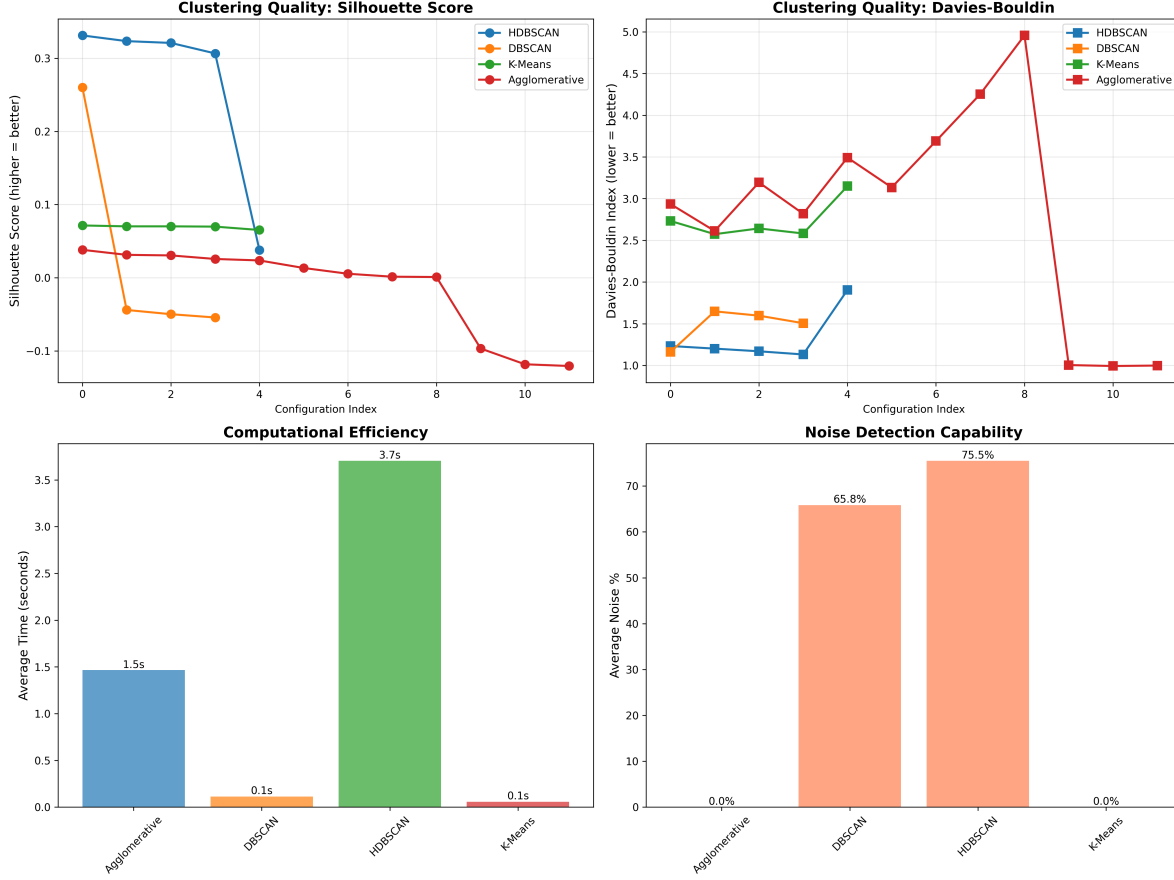 Clustering Quality: Silhouette Score
Silhouette Score (higher = better)
0.3
0.2
0.1
0.0
−0.1
HDBSCAN
DBSCAN
K-Means
Agglomerative
0 2 4 6 8 10
Configuration Index
Clustering Quality: Davies-Bouldin
Davies-Bouldin Index (lower = better)
5.0
4.5
4.0
3.5
3.0
2.5
2.0
1.5
1.0
HDBSCAN
DBSCAN
K-Means
Agglomerative
0 2 4 6 8 10
Configuration Index
Computational Efficiency
Average Time (seconds)
3.5
3.0
2.5
2.0
1.5
1.0
0.5
0.0
1.5s
0.1s
3.7s
0.1s
Agglomerative
DBSCAN
HDBSCAN
K-Means
Noise Detection Capability
Average Noise %
70
60
50
40
30
20
10
0
0.0%
65.8%
75.5%
0.0%
Agglomerative
DBSCAN
HDBSCAN
K-Means